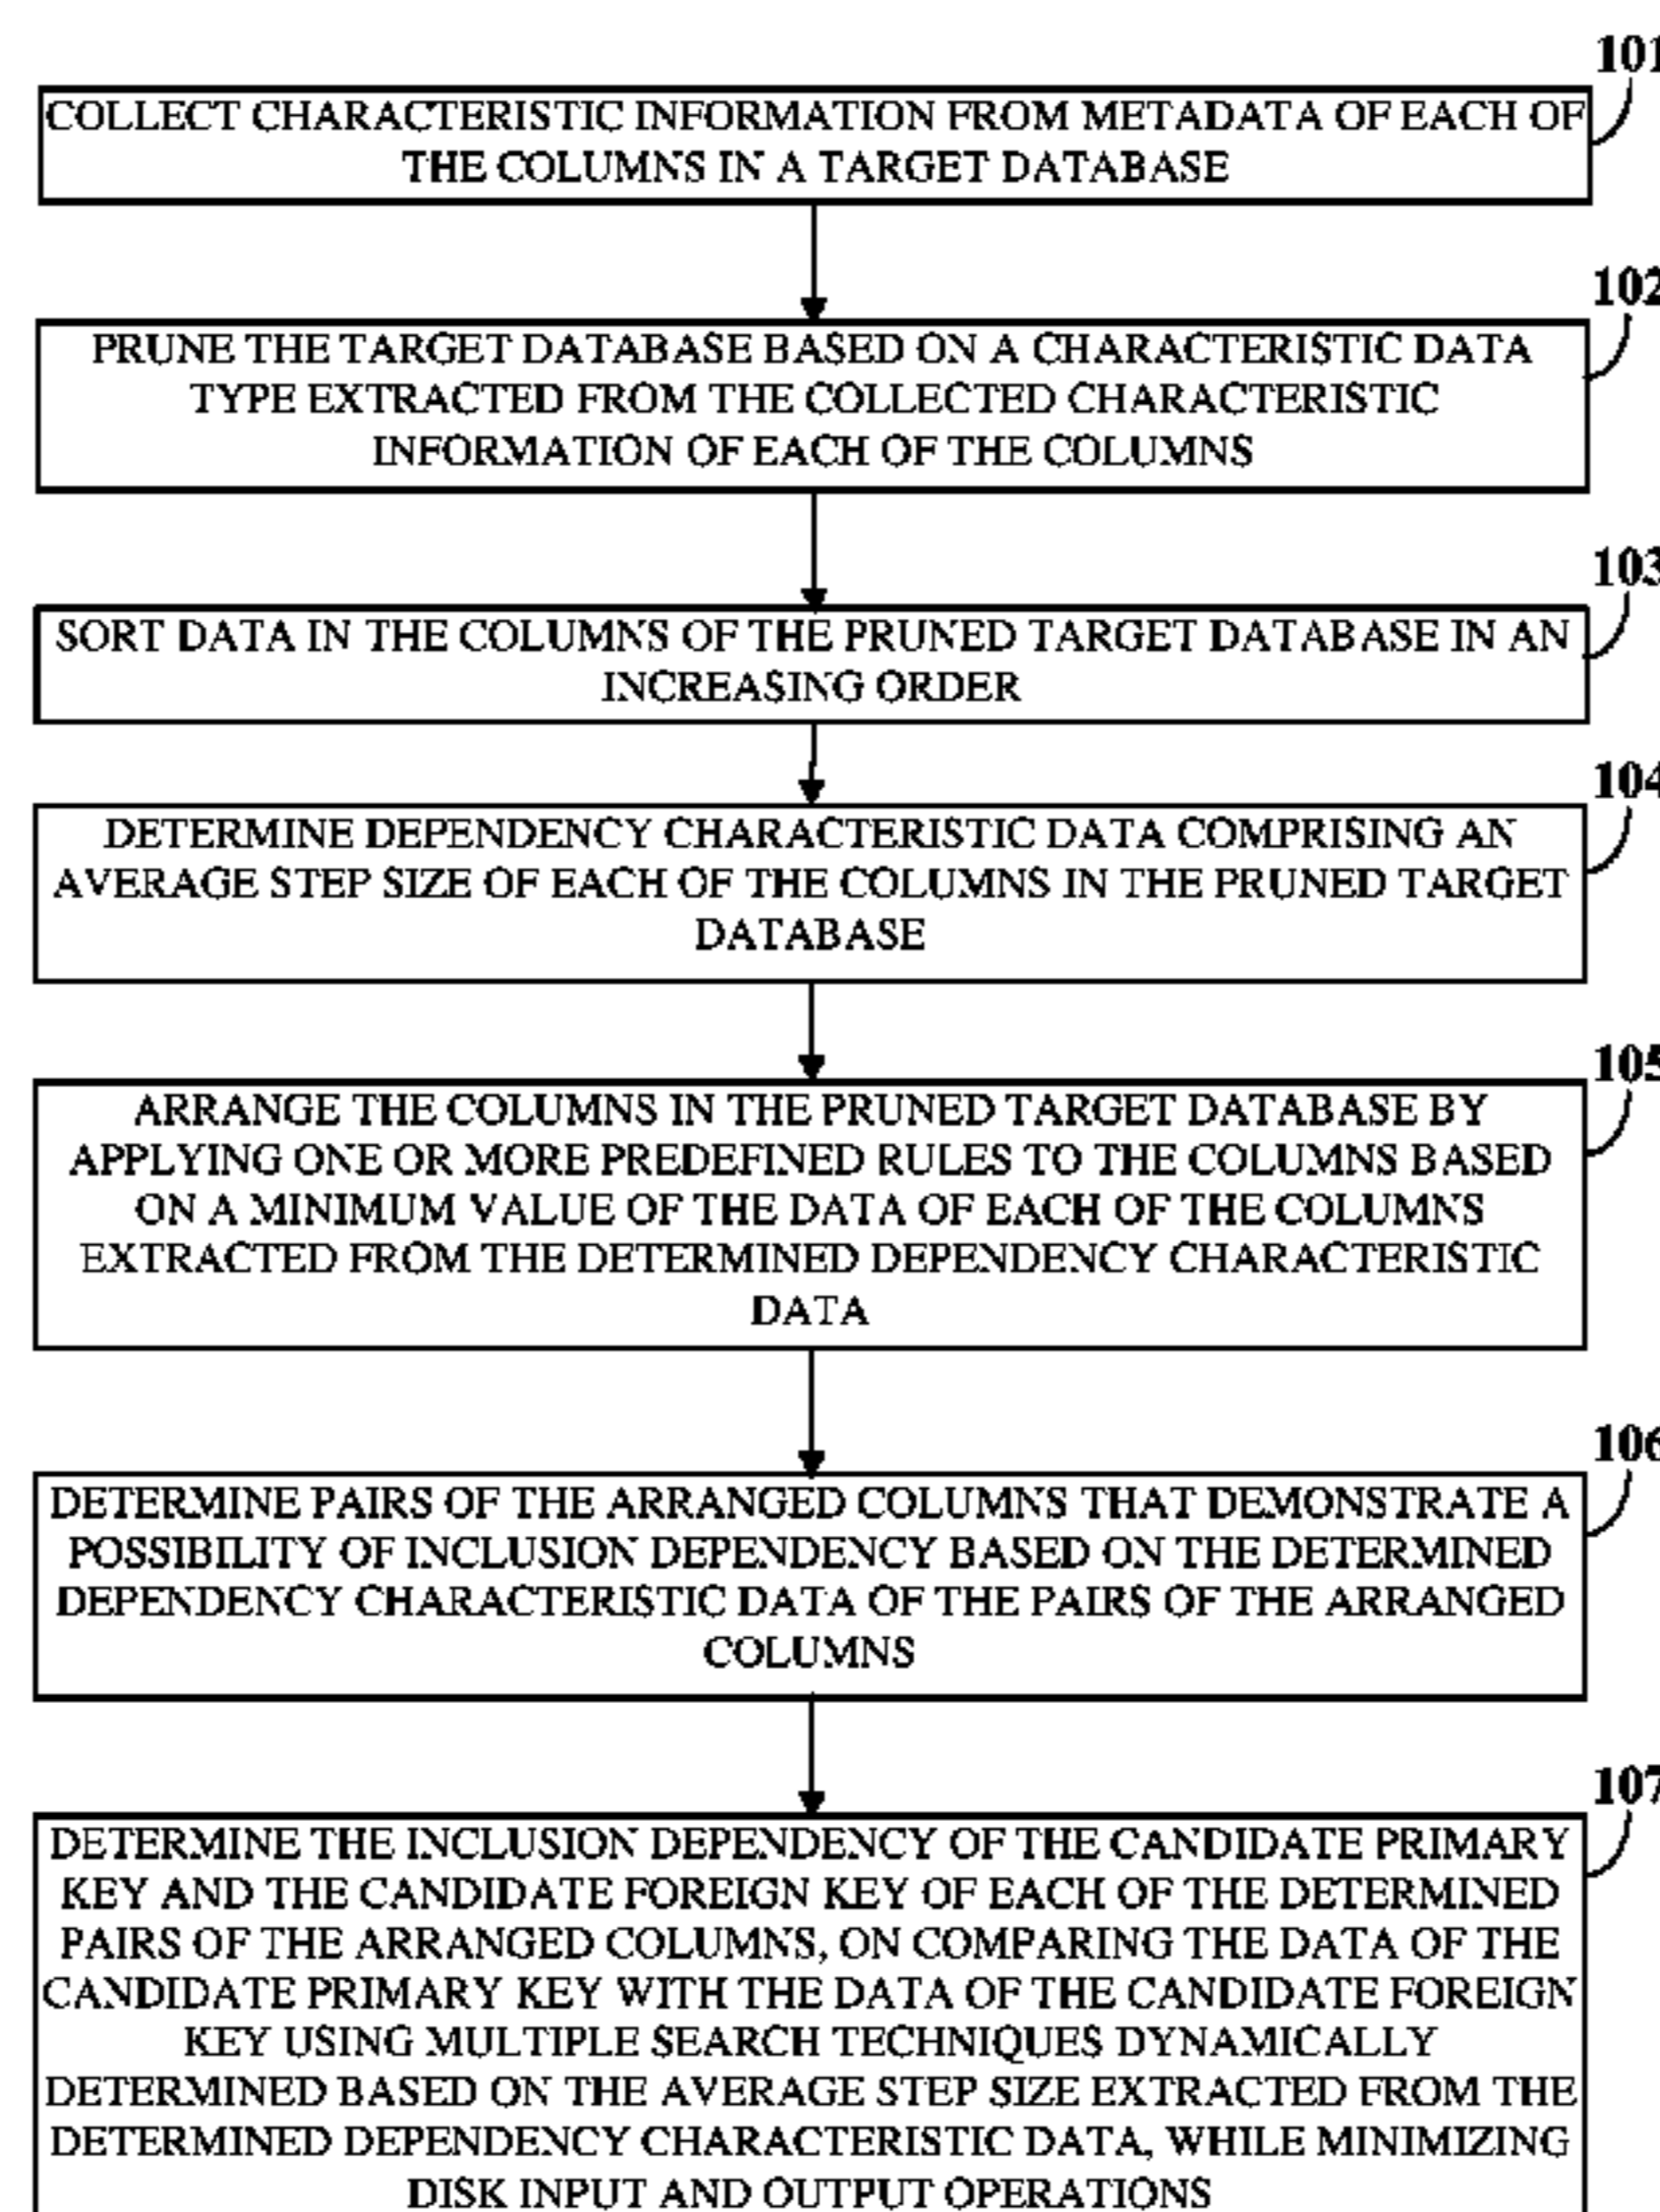 101
COLLECT CHARACTERISTIC INFORMATION FROM METADATA OF EACH OF
THE COLUMNS IN A TARGET DATABASE
102
PRUNE THE TARGET DATABASE BASED ON A CHARACTERISTIC DATA
TYPE EXTRACTED FROM THE COLLECTED CHARACTERISTIC
INFORMATION OF EACH OF THE COLUMNS
103
SORT DATA IN THE COLUMNS OF THE PRUNED TARGET DATABASE IN AN
INCREASING ORDER
104
DETERMINE DEPENDENCY CHARACTERISTIC DATA COMPRISING AN
AVERAGE STEP SIZE OF EACH OF THE COLUMNS IN THE PRUNED TARGET
DATABASE
105
ARRANGE THE COLUMNS IN THE PRUNED TARGET DATABASE BY
APPLYING ONE OR MORE PREDEFINED RULES TO THE COLUMNS BASED
ON A MINIMUM VALUE OF THE DATA OF EACH OF THE COLUMNS
EXTRACTED FROM THE DETERMINED DEPENDENCY CHARACTERISTIC
DATA
106
DETERMINE PAIRS OF THE ARRANGED COLUMNS THAT DEMONSTRATE A
POSSIBILITY OF INCLUSION DEPENDENCY BASED ON THE DETERMINED
DEPENDENCY CHARACTERISTIC DATA OF THE PAIRS OF THE ARRANGED
COLUMNS
107
DETERMINE THE INCLUSION DEPENDENCY OF THE CANDIDATE PRIMARY
KEY AND THE CANDIDATE FOREIGN KEY OF EACH OF THE DETERMINED
PAIRS OF THE ARRANGED COLUMNS, ON COMPARING THE DATA OF THE
CANDIDATE PRIMARY KEY WITH THE DATA OF THE CANDIDATE FOREIGN
KEY USING MULTIPLE SEARCH TECHNIQUES DYNAMICALLY
DETERMINED BASED ON THE AVERAGE STEP SIZE EXTRACTED FROM THE
DETERMINED DEPENDENCY CHARACTERISTIC DATA, WHILE MINIMIZING
DISK INPUT AND OUTPUT OPERATIONS